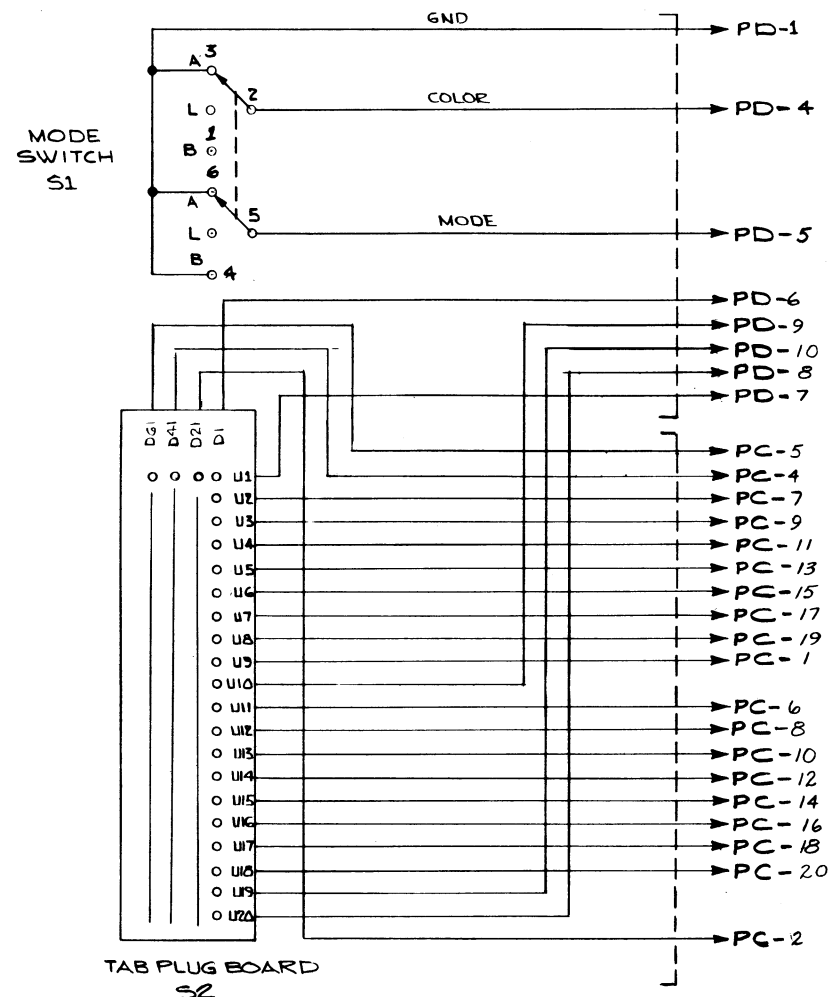 GND
PD-1
A 3
2
COLOR
PD-4
L
MODE
SWITCH
S1
1
B
6
A
5
MODE
L
PD-5
B
4
PD-6
PD-9
PD-10
PD-8
PD-7
D61
D41
D21
D1
PC-5
U1
PC-4
U2
PC-7
U3
PC-9
U4
PC-11
U5
PC-13
U6
PC-15
U7
PC-17
U8
PC-19
U9
PC-1
U10
U11
PC-6
U12
PC-8
U13
PC-10
U14
PC-12
U15
PC-14
U16
PC-16
U17
PC-18
U18
PC-20
U19
U20
PC-2
TAB PLUG BOARD
S2